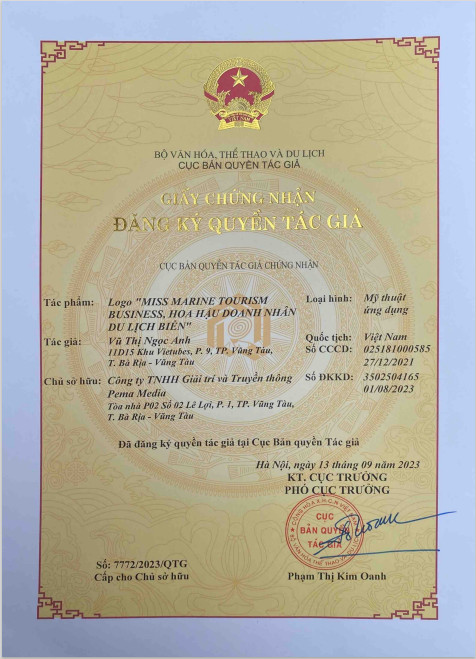 VIỆT NAM
BỘ VĂN HÓA, THỂ THAO VÀ DU LỊCH
CỤC BẢN QUYỀN TÁC GIẢ
GIẤY CHỨNG NHẬN
ĐĂNG KÝ QUYỀN TÁC GIẢ
CỤC BẢN QUYỀN TÁC GIẢ CHỨNG NHẬN
Tác phẩm: Logo "MISS MARINE TOURISM Loại hình: Mỹ thuật
BUSINESS, HOA HẬU DOANH NHÂN ứng dụng
DU LỊCH BIỂN"
Tác giả: Vũ Thị Ngọc Anh Quốc tịch: Việt Nam
11D15 Khu Vietubes, P. 9, TP. Vũng Tàu, Số CCCD: 025181000585
T. Bà Rịa - Vũng Tàu 27/12/2021
Chủ sở hữu: Công ty TNHH Giải trí và Truyền thông Số ĐKKD: 3502504165
Pema Media 01/08/2023
Tòa nhà P02 Số 02 Lê Lợi, P. 1, TP. Vũng Tàu,
T. Bà Rịa - Vũng Tàu
Đã đăng ký quyền tác giả tại Cục Bản quyền Tác giả
Hà Nội, ngày 13 tháng 09 năm 2023
KT. CỤC TRƯỞNG
PHÓ CỤC TRƯỞNG
CỤC
BẢN QUYỀN
TÁC GIẢ
Số: 7772/2023/QTG
Cấp cho Chủ sở hữu Phạm Thị Kim Oanh